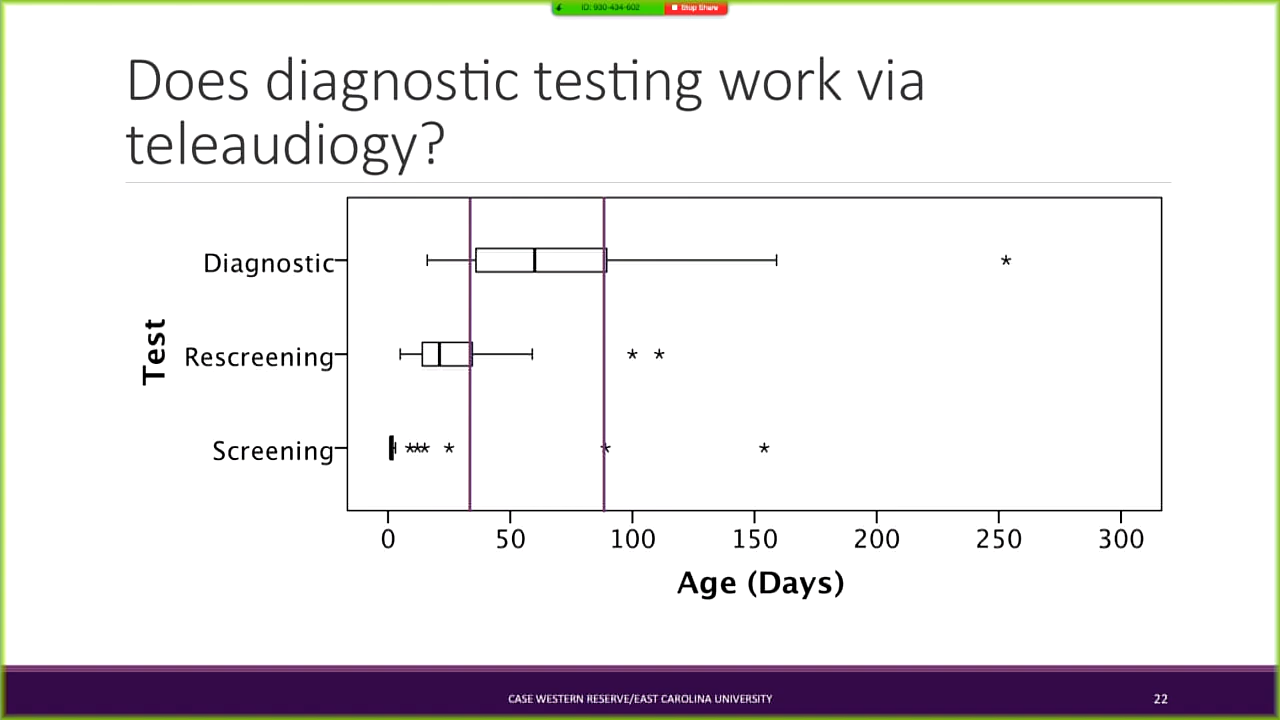 ID: 930-434-602
Stop Share
Does diagnostic testing work via
teleaudiogy?
Diagnostic
Rescreening
Screening
Test
0 50 100 150 200 250 300
Age (Days)
CASE WESTERN RESERVE/EAST CAROLINA UNIVERSITY
22